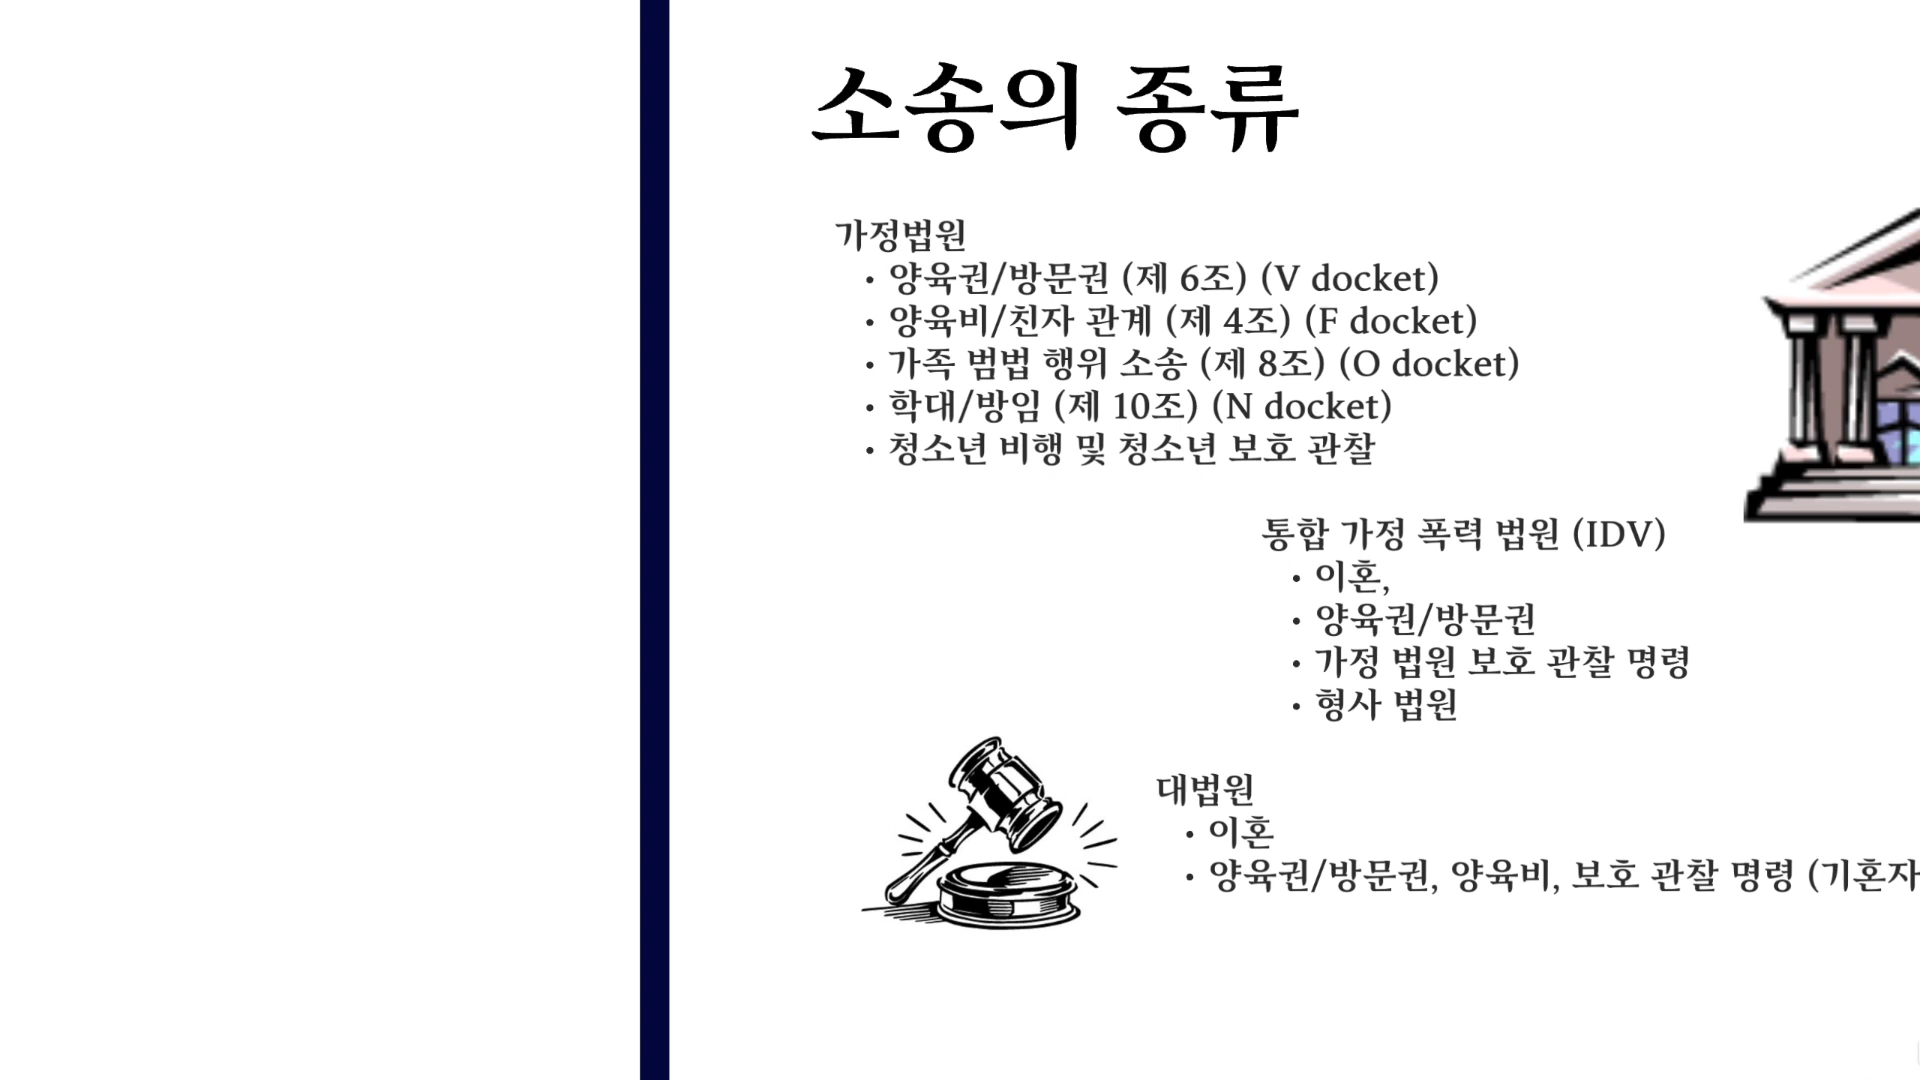 소송의 종류
가정법원
• 양육권/방문권 (제 6조) (V docket)
• 양육비/친자 관계 (제 4조) (F docket)
• 가족 범법 행위 소송 (제 8조) (O docket)
• 학대/방임 (제 10조) (N docket)
• 청소년 비행 및 청소년 보호 관찰
통합 가정 폭력 법원 (IDV)
• 이혼,
• 양육권/방문권
• 가정 법원 보호 관찰 명령
• 형사 법원
대법원
• 이혼
• 양육권/방문권, 양육비, 보호 관찰 명령 (기혼자